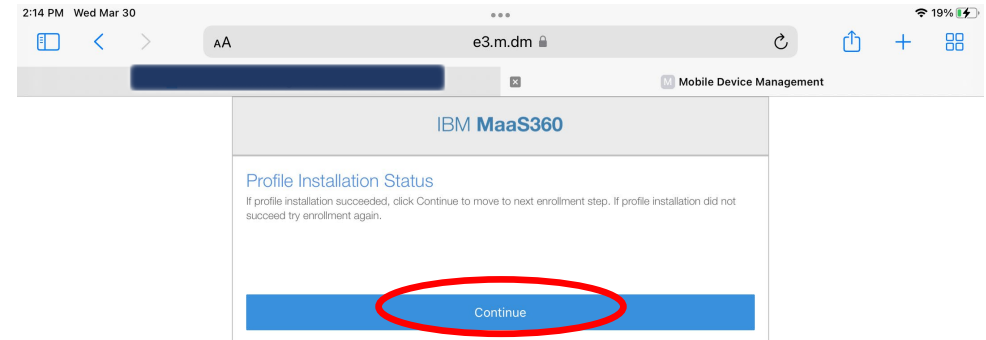 2:14 PM Wed Mar 30
19%
AA
e3.m.dm
M Mobile Device Management
IBM MaaS360
Profile Installation Status
If profile installation succeeded, click Continue to move to next enrollment step. If profile installation did not
succeed try enrollment again.
Continue